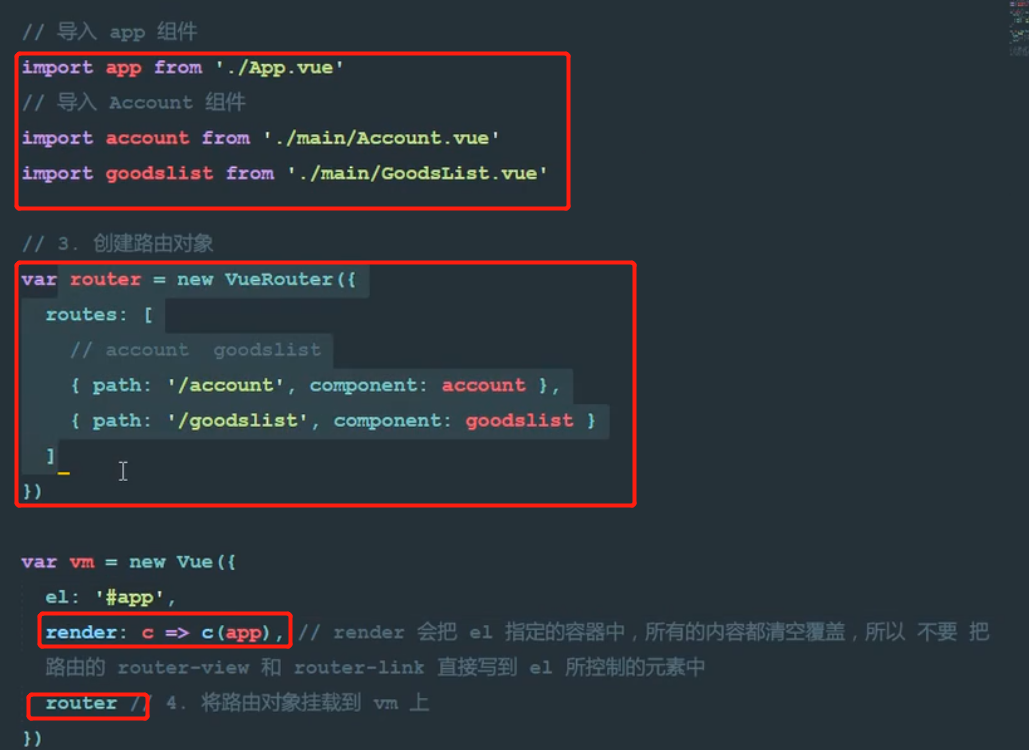 // 导入 app 组件
import app from './App.vue'
// 导入 Account 组件
import account from './main/Account.vue'
import goodslist from './main/GoodsList.vue'
// 3. 创建路由对象
var router = new VueRouter({
routes: [
// account  goodslist
{ path: '/account', component: account },
{ path: '/goodslist', component: goodslist }
]
})
var vm = new Vue({
el: '#app',
render: c => c(app), // render 会把 el 指定的容器中，所有的内容都清空覆盖，所以 不要 把
路由的 router-view 和 router-link 直接写到 el 所控制的元素中
router // 4. 将路由对象挂载到 vm 上
})